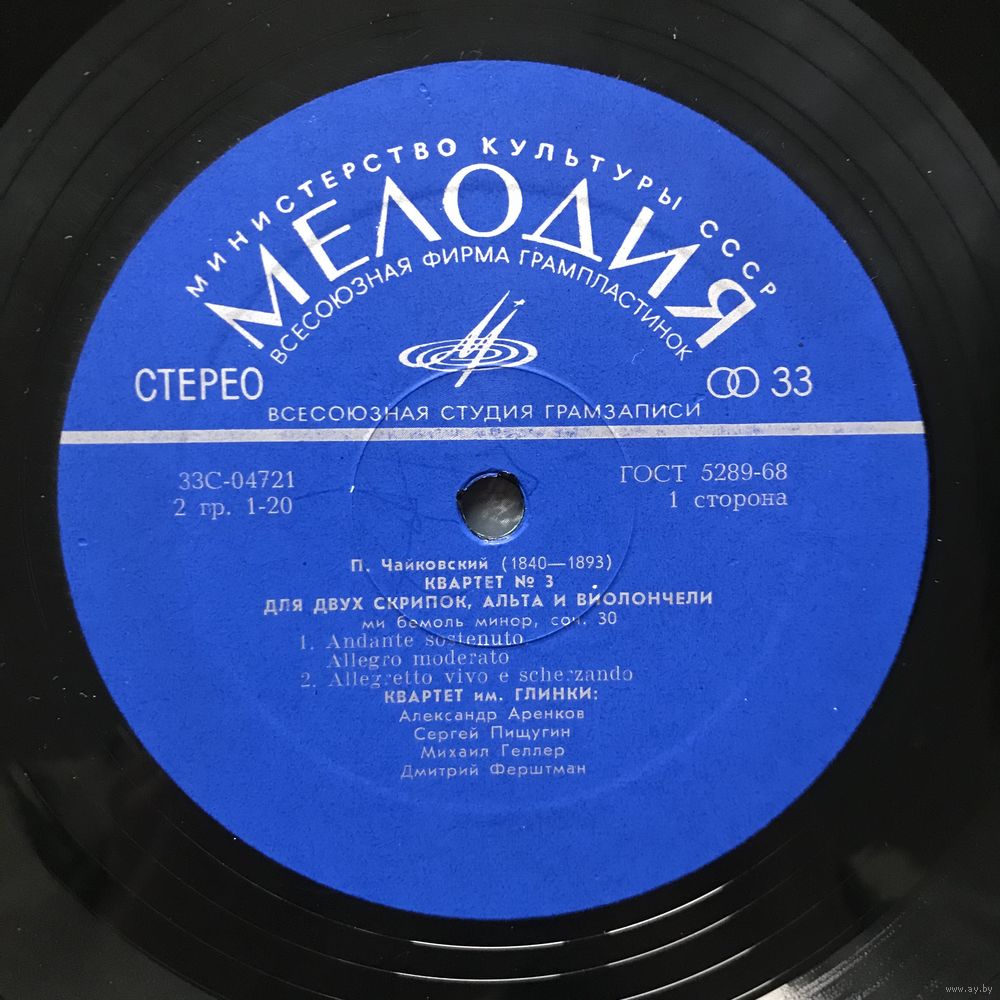 МИНИСТЕРСТВО КУЛЬТУРЫ СССР
МЕЛОДИЯ
ВСЕСОЮЗНАЯ ФИРМА ГРАМПЛАСТИНОК
СТЕРЕО
33
ВСЕСОЮЗНАЯ СТУДИЯ ГРАМЗАПИСИ
33С-04721
ГОСТ 5289-68
2 гр. 1-20
1 сторона
П. Чайковский (1840—1893)
КВАРТЕТ № 3
ДЛЯ ДВУХ СКРИПОК, АЛЬТА И ВИОЛОНЧЕЛИ
ми бемоль минор, соч. 30
1. Andante sostenuto
Allegro moderato
2. Allegretto vivo e scherzando
КВАРТЕТ им. ГЛИНКИ:
Александр Аренков
Сергей Пищугин
Михаил Геллер
Дмитрий Ферштман
www.ay.by